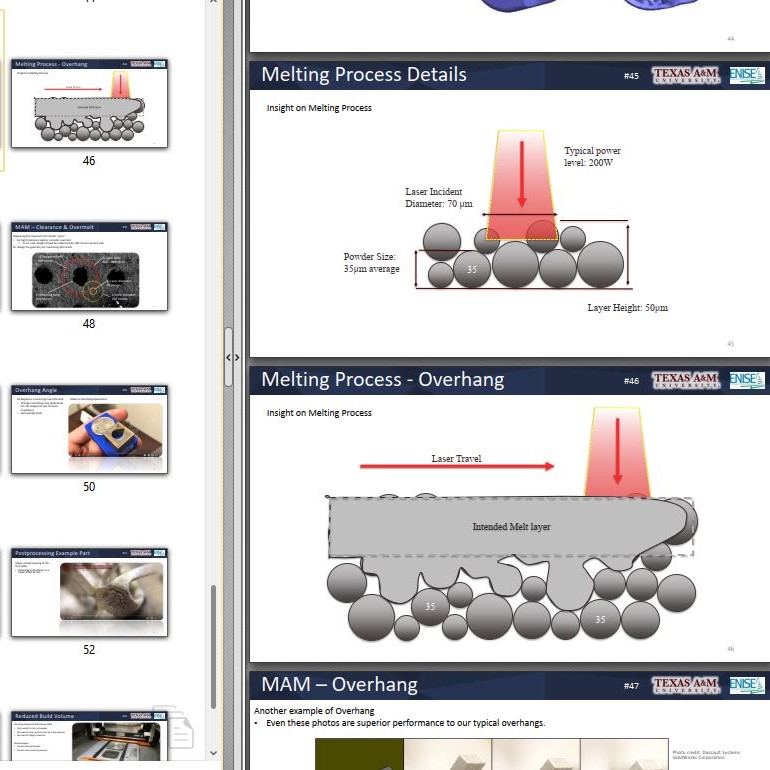 44
Melting Process - Overhang
46
MAM – Clearance & Overmelt
48
Overhang Angle
50
Postprocessing Example Part
52
Reduced Build Volume
44
Melting Process Details
#45
TEXAS A&M
UNIVERSITY
ENISE
Insight on Melting Process
Typical power
level: 200W
Laser Incident
Diameter: 70 μm
Powder Size:
35μm average
35
Layer Height: 50μm
45
Melting Process - Overhang
#46
TEXAS A&M
UNIVERSITY
ENISE
Insight on Melting Process
Laser Travel
Intended Melt layer
35
35
46
MAM – Overhang
#47
TEXAS A&M
UNIVERSITY
ENISE
Another example of Overhang
• Even these photos are superior performance to our typical overhangs.
Photo credit: Dassault Systems
SolidWorks Corporation